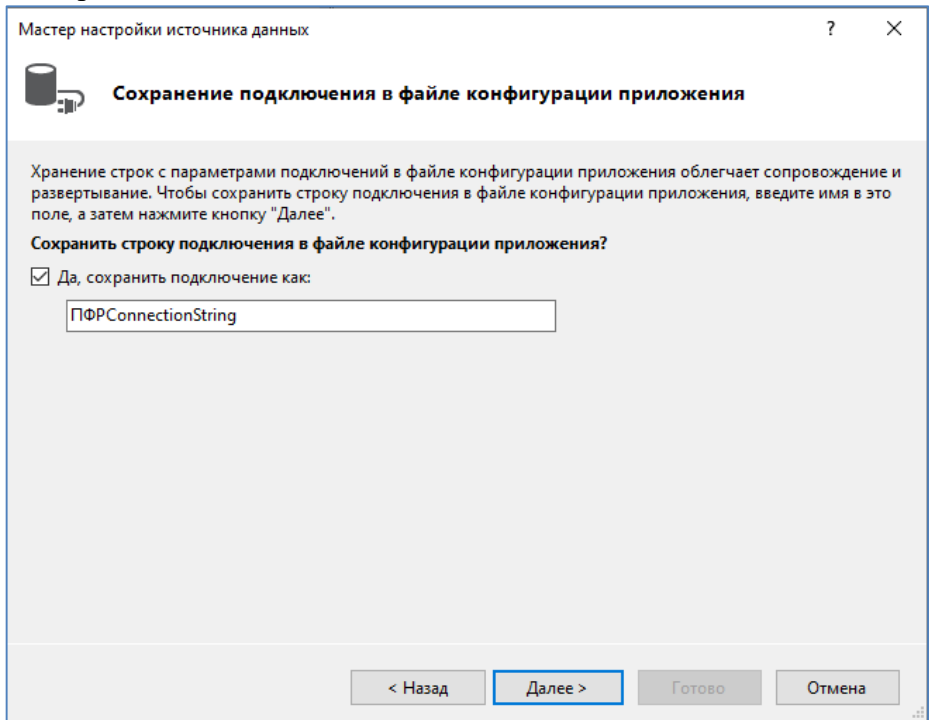 Мастер настройки источника данных
?
Сохранение подключения в файле конфигурации приложения
Хранение строк с параметрами подключений в файле конфигурации приложения облегчает сопровождение и
развертывание. Чтобы сохранить строку подключения в файле конфигурации приложения, введите имя в это
поле, а затем нажмите кнопку "Далее".
Сохранить строку подключения в файле конфигурации приложения?
Да, сохранить подключение как:
ПФРConnectionString
< Назад
Далее >
Готово
Отмена